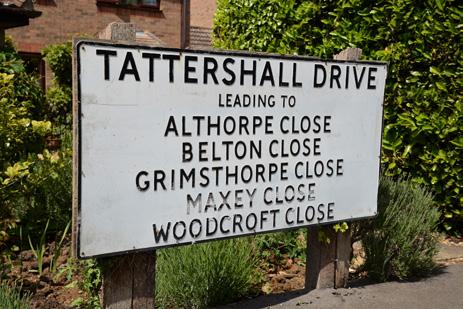 TATTERSHALL DRIVE
LEADING TO
ALTHORPE CLOSE
BELTON CLOSE
GRIMSTHORPE CLOSE
MAXEY CLOSE
WOODCROFT CLOSE